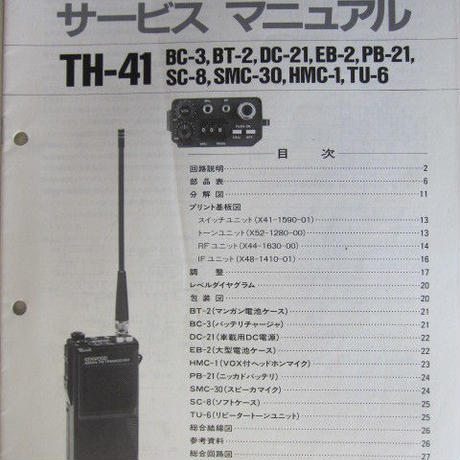 サービス マニュアル
TH-41 BC-3, BT-2, DC-21, EB-2, PB-21,
SC-8, SMC-30, HMC-1, TU-6
目 次
回路説明 2
部品表 6
分解図 11
プリント基板図
スイッチユニット(X41-1590-01) 13
トーンユニット(X52-1280-00) 13
RFユニット(X44-1630-00) 14
IFユニット(X48-1410-01) 16
調 整 17
レベルダイヤグラム 20
包装図 20
BT-2(マンガン電池ケース) 21
BC-3(バッテリチャージャ) 21
DC-21(車載用DC電源) 22
EB-2(大型電池ケース) 22
HMC-1(VOX付ヘッドホンマイク) 23
PB-21(ニッカドバッテリ) 24
SMC-30(スピーカマイク) 24
SC-8(ソフトケース) 25
TU-6(リピータートーンユニット) 25
総合結線図 26
参考資料 26
総合回路図 27
KENWOOD